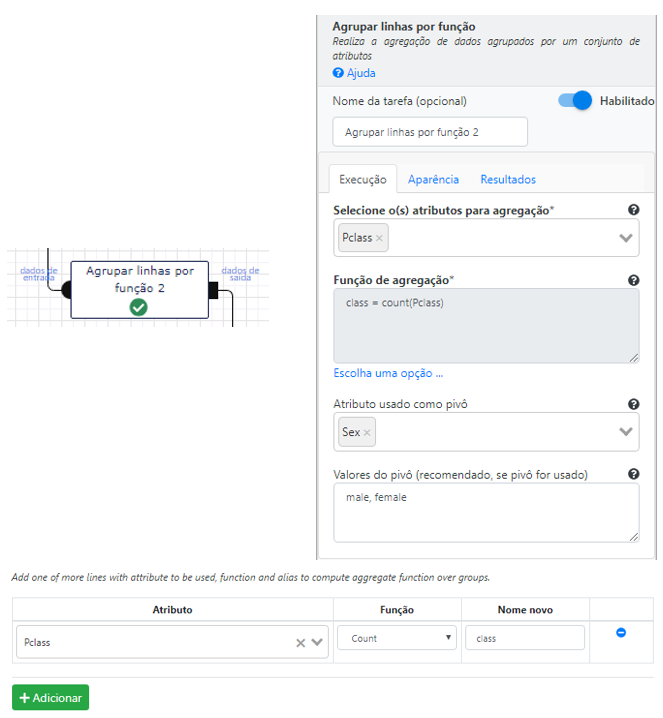 Agrupar linhas por função
Realiza a agregação de dados agrupados por um conjunto de
atributos
Ajuda
Nome da tarefa (opcional)
Habilitado
Agrupar linhas por função 2
Execução
Aparência
Resultados
Selecione o(s) atributos para agregação*
Pclass ×
Função de agregação*
class = count(Pclass)
Escolha uma opção ...
Atributo usado como pivô
Sex ×
Valores do pivô (recomendado, se pivô for usado)
male, female
dados de
entrada
Agrupar linhas por
função 2
dados de
saída
Add one of more lines with attribute to be used, function and alias to compute aggregate function over groups.
Atributo
Função
Nome novo
Pclass
Count
class
+ Adicionar